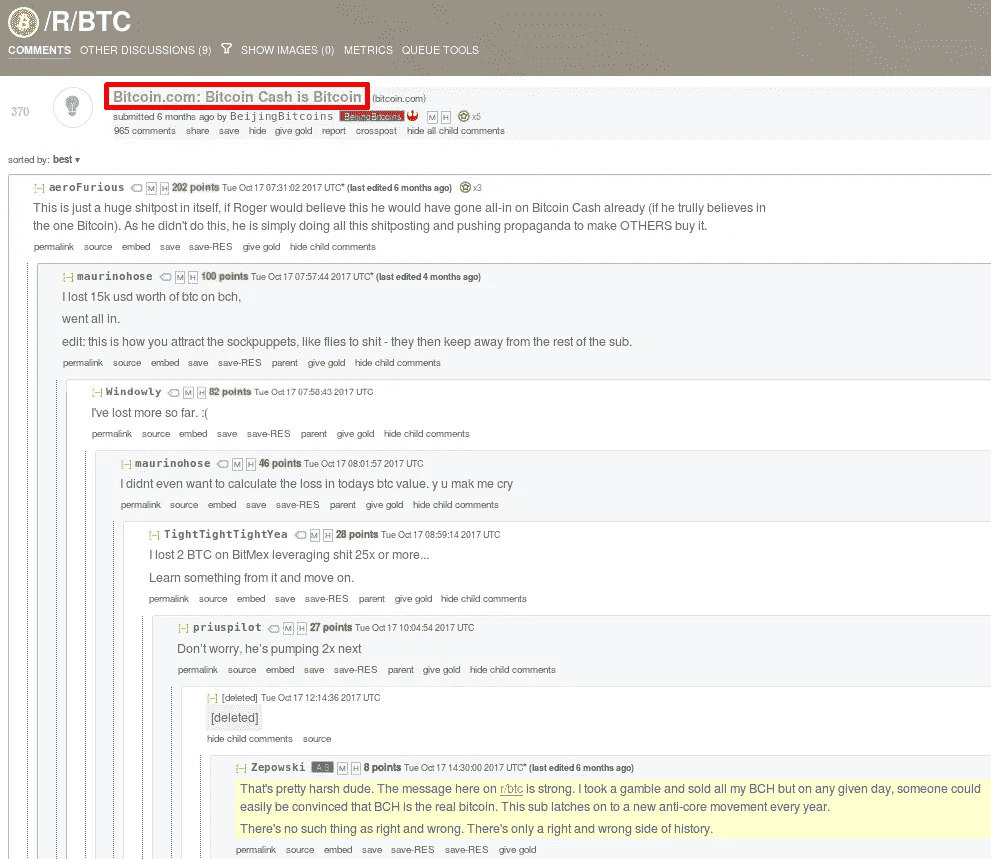 /R/BTC
COMMENTS OTHER DISCUSSIONS (9) SHOW IMAGES (0) METRICS QUEUE TOOLS
370
Bitcoin.com: Bitcoin Cash is Bitcoin (bitcoin.com)
submitted 6 months ago by BeijingBitcoins BeijingBitcoins M H x5
965 comments share save hide give gold report crosspost hide all child comments
sorted by: best ▾
[–] aeroFurious M H 202 points Tue Oct 17 07:31:02 2017 UTC* (last edited 6 months ago) x3
This is just a huge shitpost in itself, if Roger would believe this he would have gone all-in on Bitcoin Cash already (if he trully believes in
the one Bitcoin). As he didn't do this, he is simply doing all this shitposting and pushing propaganda to make OTHERS buy it.
permalink source embed save save-RES give gold hide child comments
[–] maurinohose M H 100 points Tue Oct 17 07:57:44 2017 UTC* (last edited 4 months ago)
I lost 15k usd worth of btc on bch,
went all in.
edit: this is how you attract the sockpuppets, like flies to shit - they then keep away from the rest of the sub.
permalink source embed save save-RES parent give gold hide child comments
[–] Windowly M H 82 points Tue Oct 17 07:58:43 2017 UTC
I've lost more so far. :(
permalink source embed save save-RES parent give gold hide child comments
[–] maurinohose M H 46 points Tue Oct 17 08:01:57 2017 UTC
I didnt even want to calculate the loss in todays btc value. y u mak me cry
permalink source embed save save-RES parent give gold hide child comments
[–] TightTightTightYea M H 28 points Tue Oct 17 08:59:14 2017 UTC
I lost 2 BTC on BitMex leveraging shit 25x or more...
Learn something from it and move on.
permalink source embed save save-RES parent give gold hide child comments
[–] priuspilot M H 27 points Tue Oct 17 10:04:54 2017 UTC
Don't worry, he's pumping 2x next
permalink source embed save save-RES parent give gold hide child comments
[–] [deleted] Tue Oct 17 12:14:36 2017 UTC
[deleted]
hide child comments source
[–] Zepowski A S M H 8 points Tue Oct 17 14:30:00 2017 UTC* (last edited 6 months ago)
That's pretty harsh dude. The message here on r/btc is strong. I took a gamble and sold all my BCH but on any given day, someone could
easily be convinced that BCH is the real bitcoin. This sub latches on to a new anti-core movement every year.
There's no such thing as right and wrong. There's only a right and wrong side of history.
permalink source embed save save-RES save-RES give gold